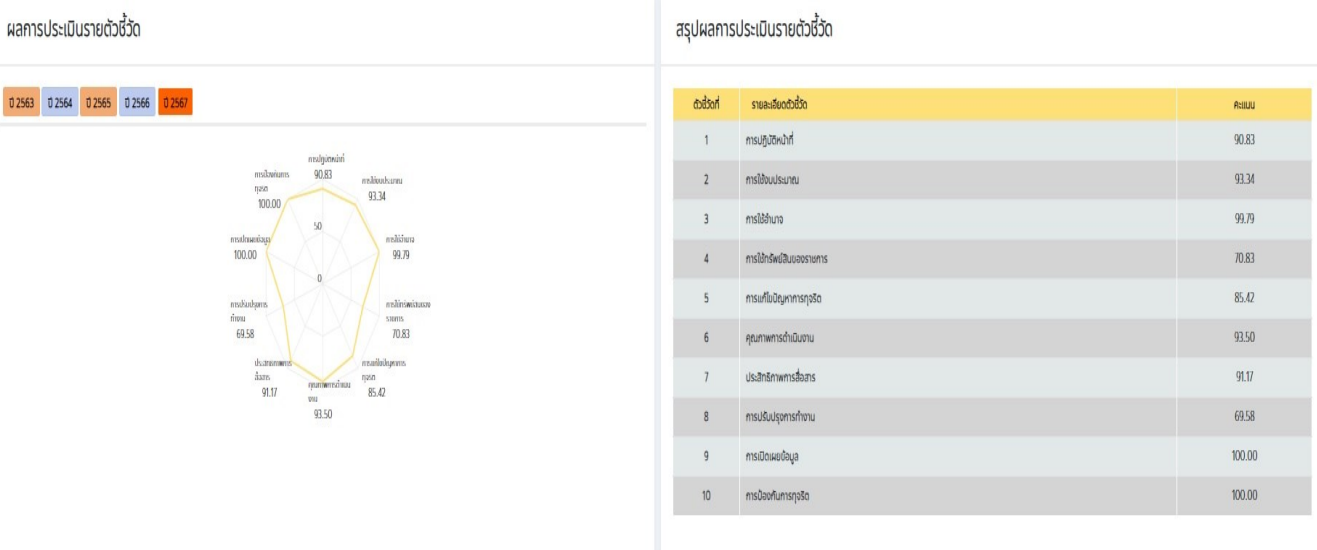 ผลการประเมินรายตัวชี้วัด
ปี 2563 ปี 2564 ปี 2565 ปี 2566 ปี 2567
การปฏิบัติหน้าที่
90.83
การใช้งบประมาณ
93.34
การใช้อำนาจ
99.79
การใช้ทรัพย์สินของ
ราชการ
70.83
การแก้ไขปัญหาการ
ทุจริต
85.42
คุณภาพการดำเนิน
งาน
93.50
ประสิทธิภาพการ
สื่อสาร
91.17
การปรับปรุงการ
ทำงาน
69.58
การเปิดเผยข้อมูล
100.00
การป้องกันการ
ทุจริต
100.00
50
0
สรุปผลการประเมินรายตัวชี้วัด
ตัวชี้วัดที่ รายละเอียดตัวชี้วัด คะแนน
1 การปฏิบัติหน้าที่ 90.83
2 การใช้งบประมาณ 93.34
3 การใช้อำนาจ 99.79
4 การใช้ทรัพย์สินของราชการ 70.83
5 การแก้ไขปัญหาการทุจริต 85.42
6 คุณภาพการดำเนินงาน 93.50
7 ประสิทธิภาพการสื่อสาร 91.17
8 การปรับปรุงการทำงาน 69.58
9 การเปิดเผยข้อมูล 100.00
10 การป้องกันการทุจริต 100.00